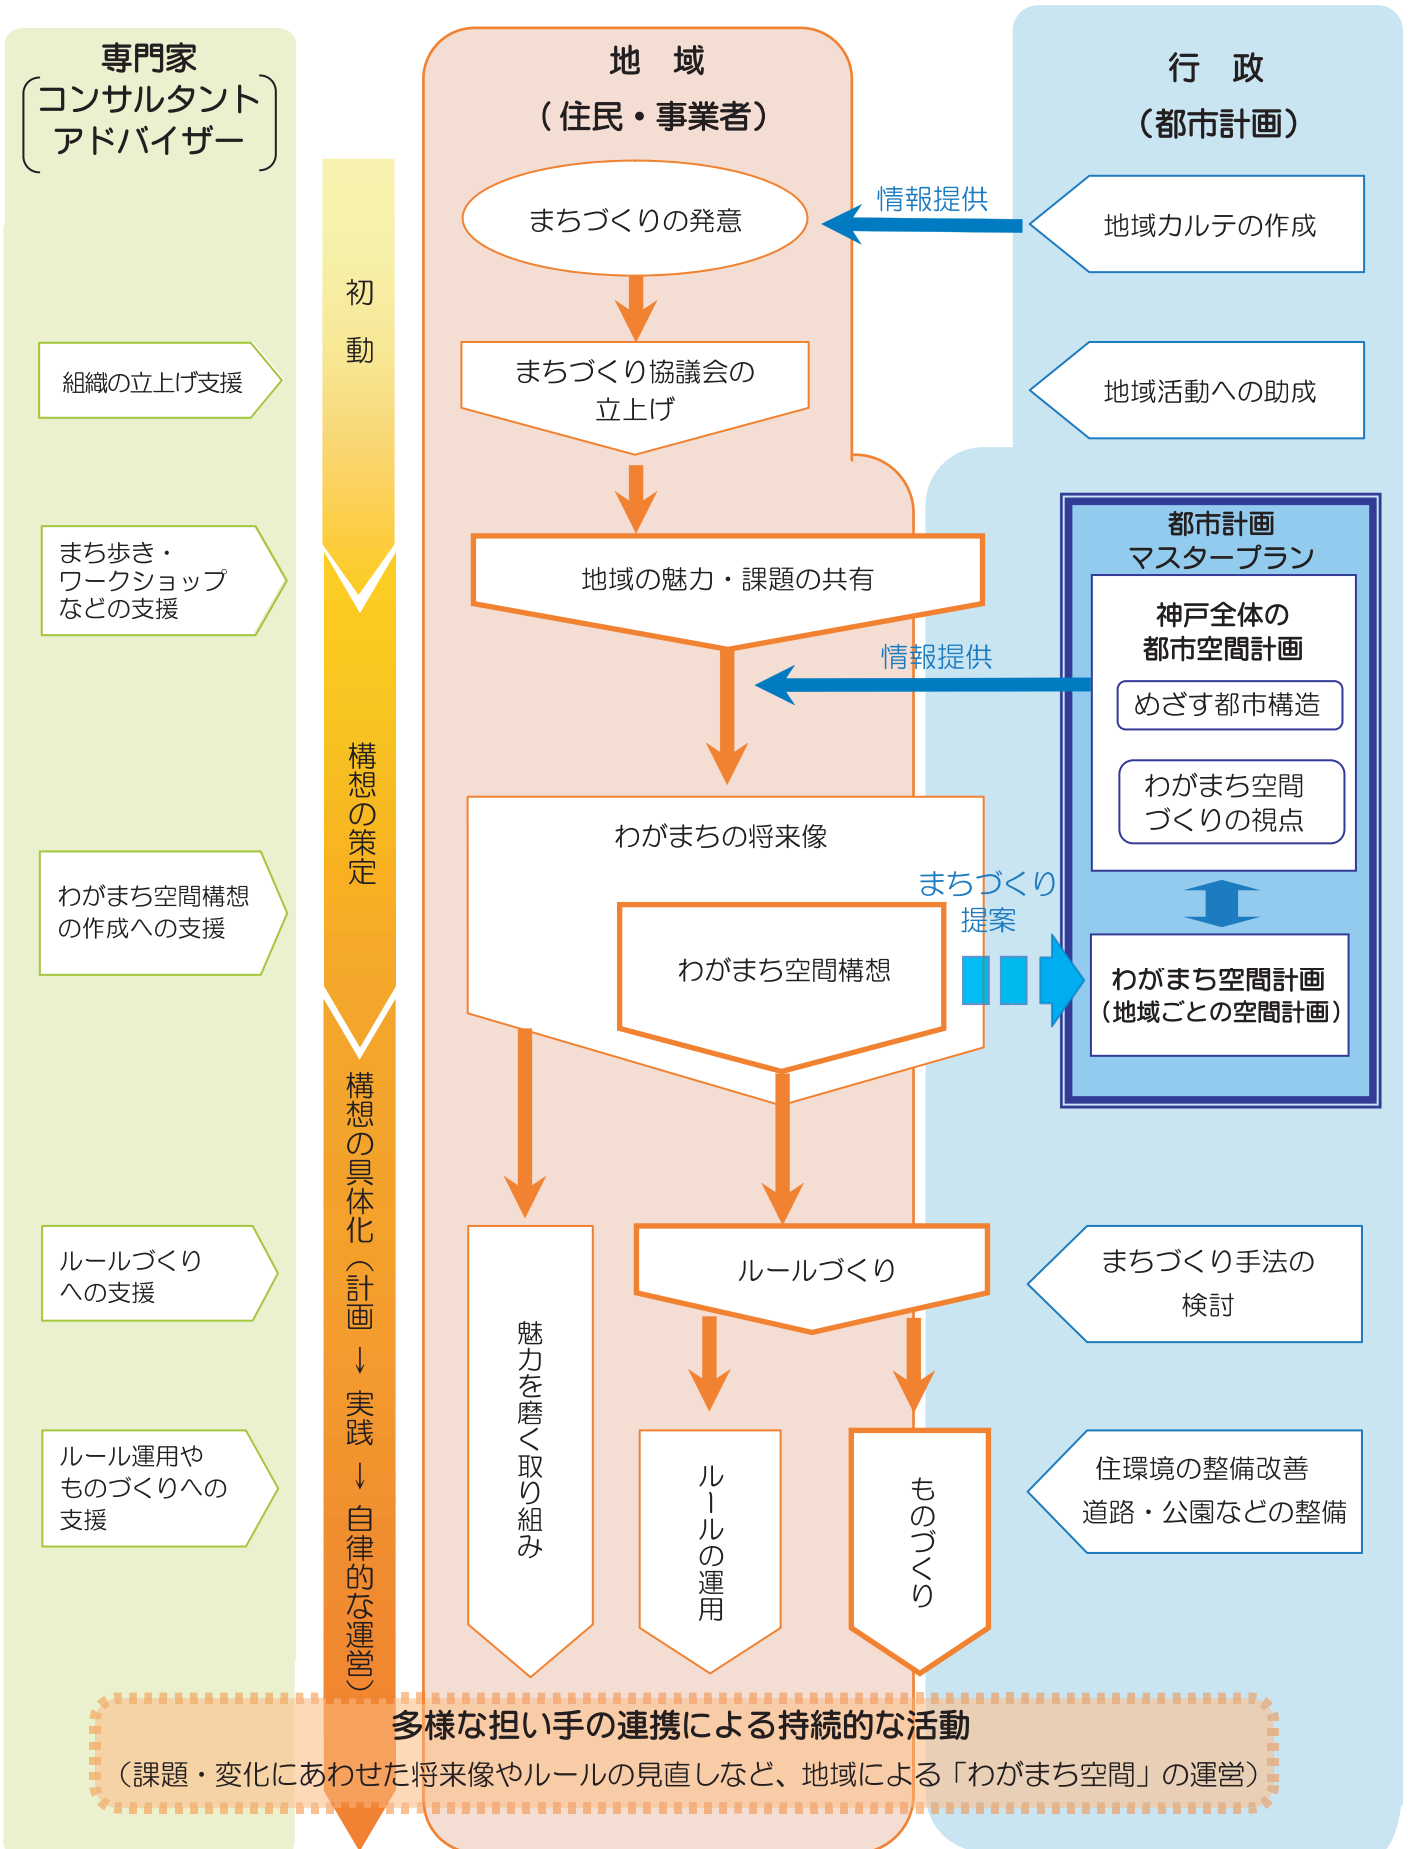 専門家
コンサルタント
アドバイザー
組織の立上げ支援
まち歩き・
ワークショップ
などの支援
わがまち空間構想
の作成への支援
ルールづくり
への支援
ルール運用や
ものづくりへの
支援
初　動
構想の策定
構想の具体化（計画 → 実践 → 自律的な運営）
地　域
（住民・事業者）
まちづくりの発意
まちづくり協議会の
立上げ
地域の魅力・課題の共有
わがまちの将来像
わがまち空間構想
魅力を磨く取り組み
ルールづくり
ルールの運用
ものづくり
情報提供
情報提供
まちづくり
提案
行　政
（都市計画）
地域カルテの作成
地域活動への助成
都市計画
マスタープラン
神戸全体の
都市空間計画
めざす都市構造
わがまち空間
づくりの視点
わがまち空間計画
（地域ごとの空間計画）
まちづくり手法の
検討
住環境の整備改善
道路・公園などの整備
多様な担い手の連携による持続的な活動
（課題・変化にあわせた将来像やルールの見直しなど、地域による「わがまち空間」の運営）